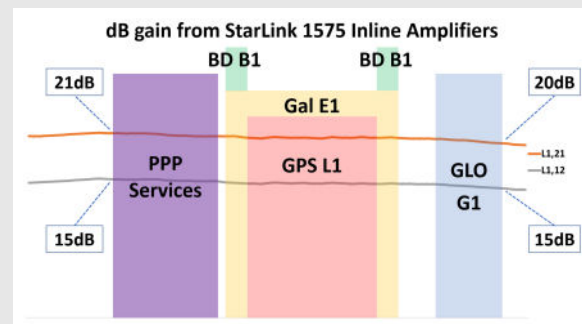 dB gain from StarLink 1575 Inline Amplifiers
BD B1
BD B1
21dB
20dB
Gal E1
PPP
Services
GPS L1
GLO
G1
L1,21
L1,12
15dB
15dB